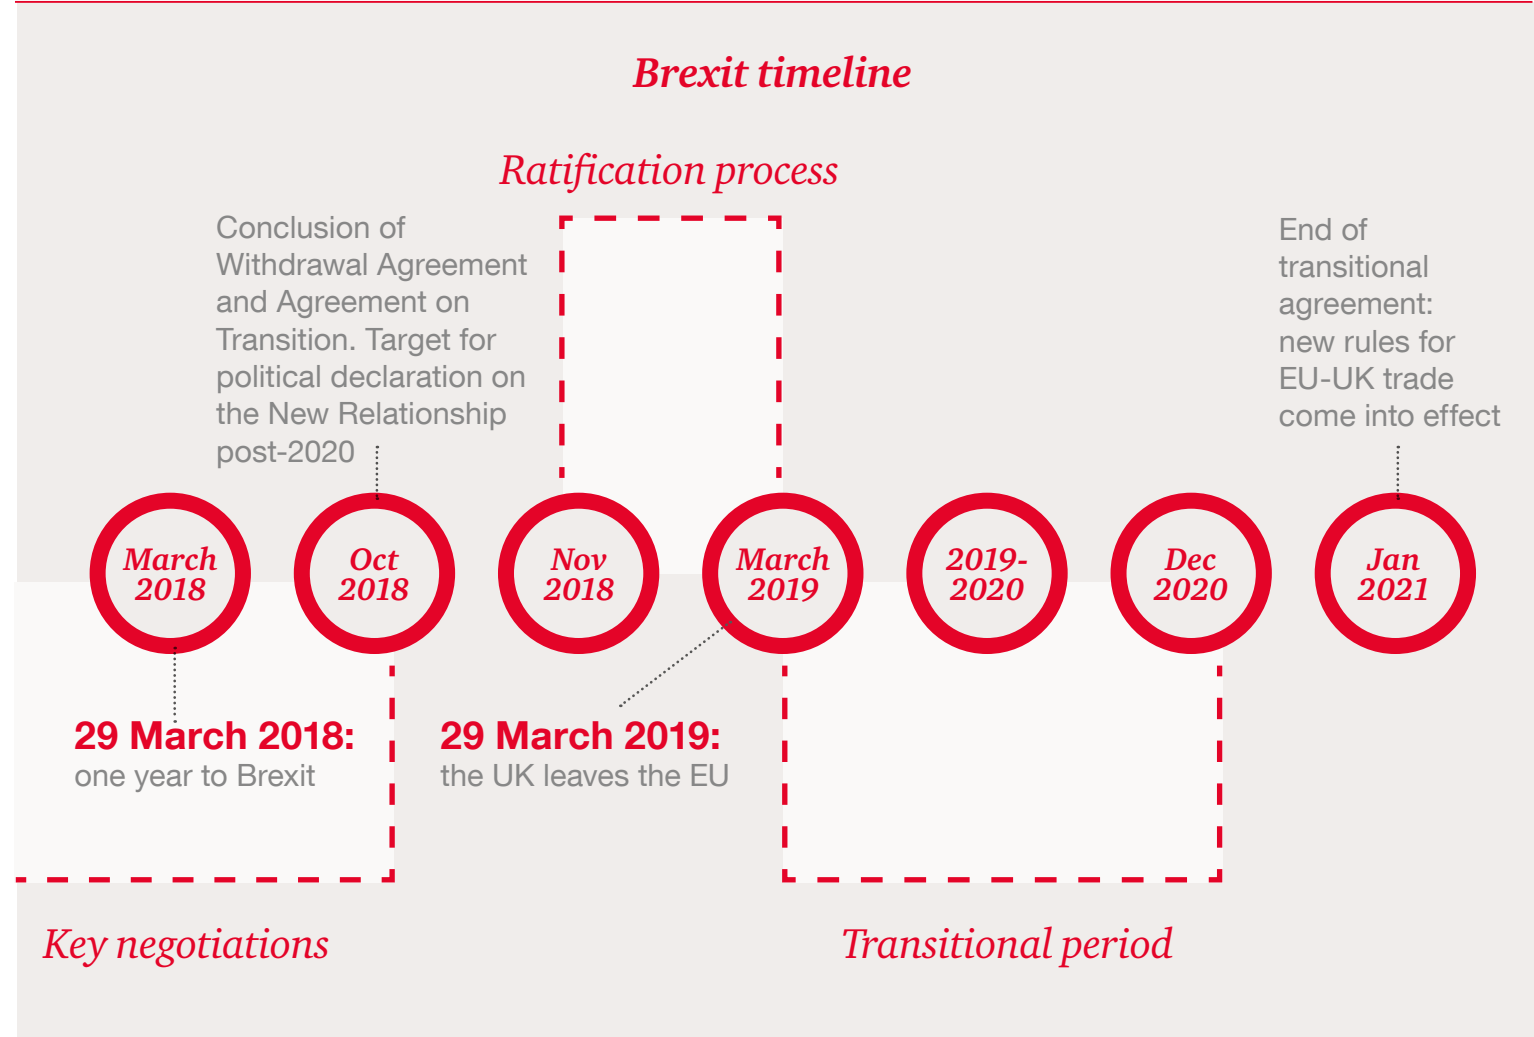 Brexit timeline
Ratification process
Conclusion of
Withdrawal Agreement
and Agreement on
Transition. Target for
political declaration on
the New Relationship
post-2020
End of
transitional
agreement:
new rules for
EU-UK trade
come into effect
March
2018
Oct
2018
Nov
2018
March
2019
2019-
2020
Dec
2020
Jan
2021
29 March 2018:
one year to Brexit
29 March 2019:
the UK leaves the EU
Key negotiations
Transitional period